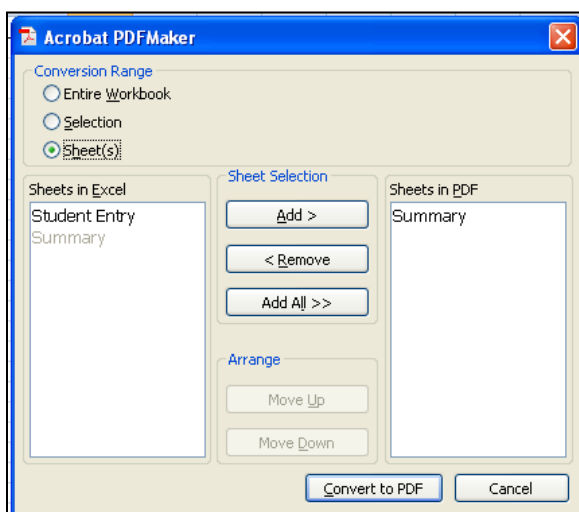 Acrobat PDFMaker
Conversion Range
Entire Workbook
Selection
Sheet(s)
Sheets in Excel
Student Entry
Summary
Sheet Selection
Add >
< Remove
Add All >>
Arrange
Move Up
Move Down
Sheets in PDF
Summary
Convert to PDF
Cancel